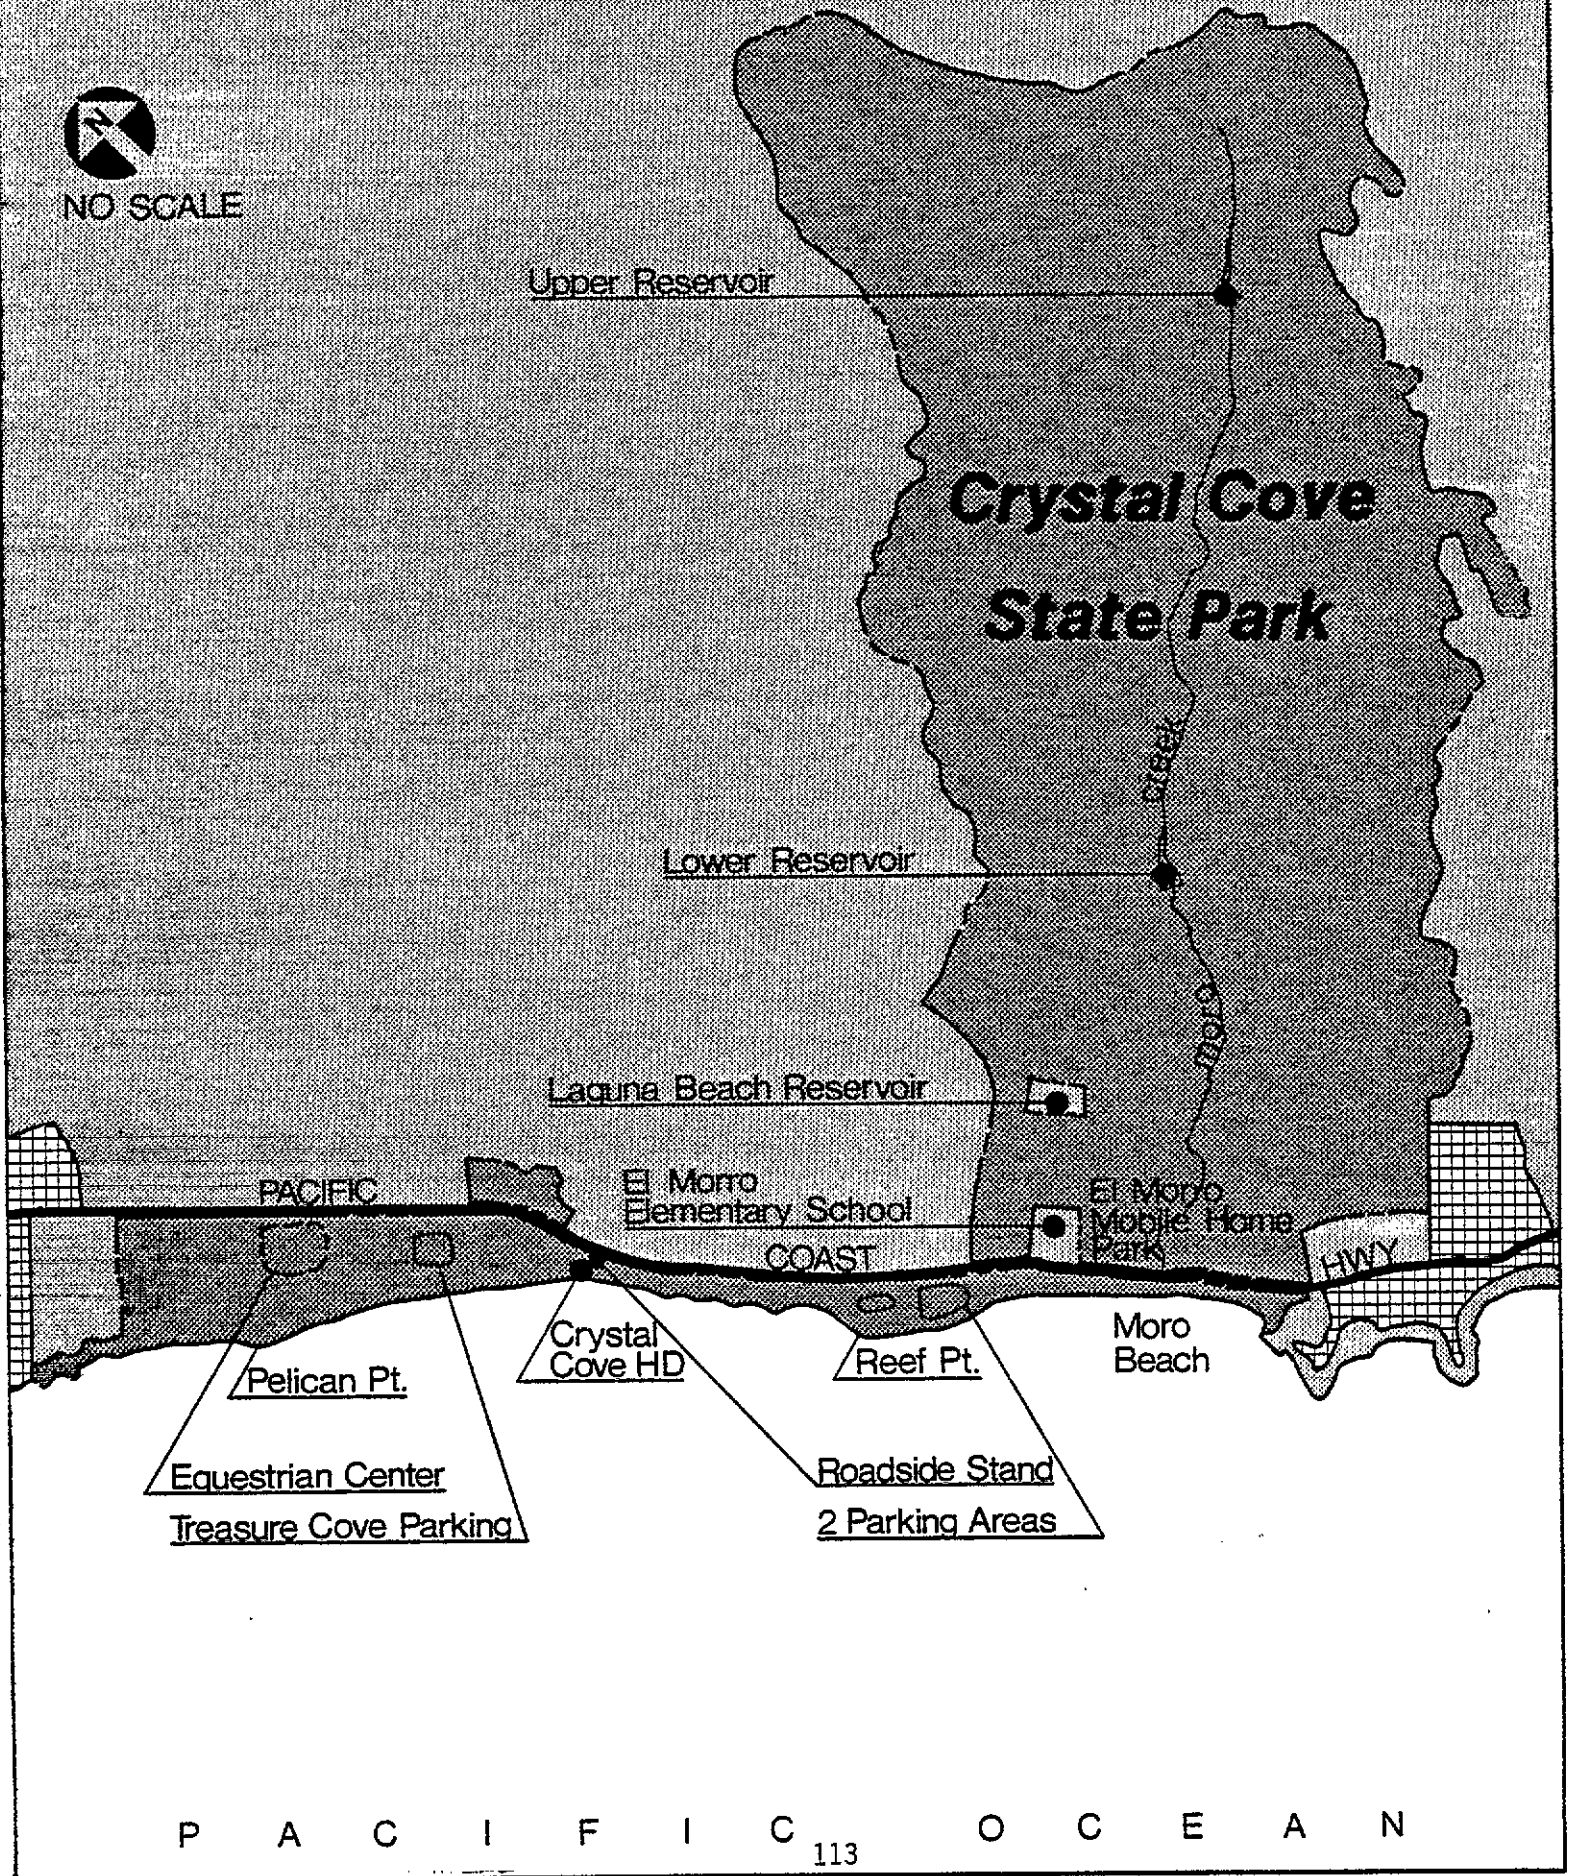 N
NO SCALE
Upper Reservoir
Crystal Cove
State Park
creek
Lower Reservoir
moro
Laguna Beach Reservoir
PACIFIC
El Morro
Elementary School
El Morro
Mobile Home
Park
COAST
HWY
Crystal
Cove HD
Reef Pt.
Moro
Beach
Pelican Pt.
Equestrian Center
Roadside Stand
Treasure Cove Parking
2 Parking Areas
PACIFIC OCEAN
113